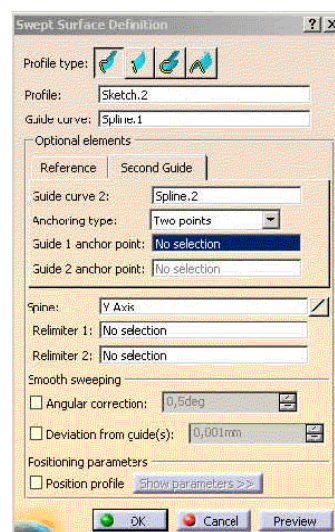 Swept Surface Definition
Profile type:
Profile: Sketch.2
Guide curve: Spline.1
Optional elements
Reference Second Guide
Guide curve 2: Spline.2
Anchoring type: Two points
Guide 1 anchor point: No selection
Guide 2 anchor point: No selection
Spine: Y Axis
Relimiter 1: No selection
Relimiter 2: No selection
Smooth sweeping
Angular correction: 0,5deg
Deviation from guide(s): 0,001mm
Positioning parameters
Position profile Show parameters >>
OK Cancel Preview